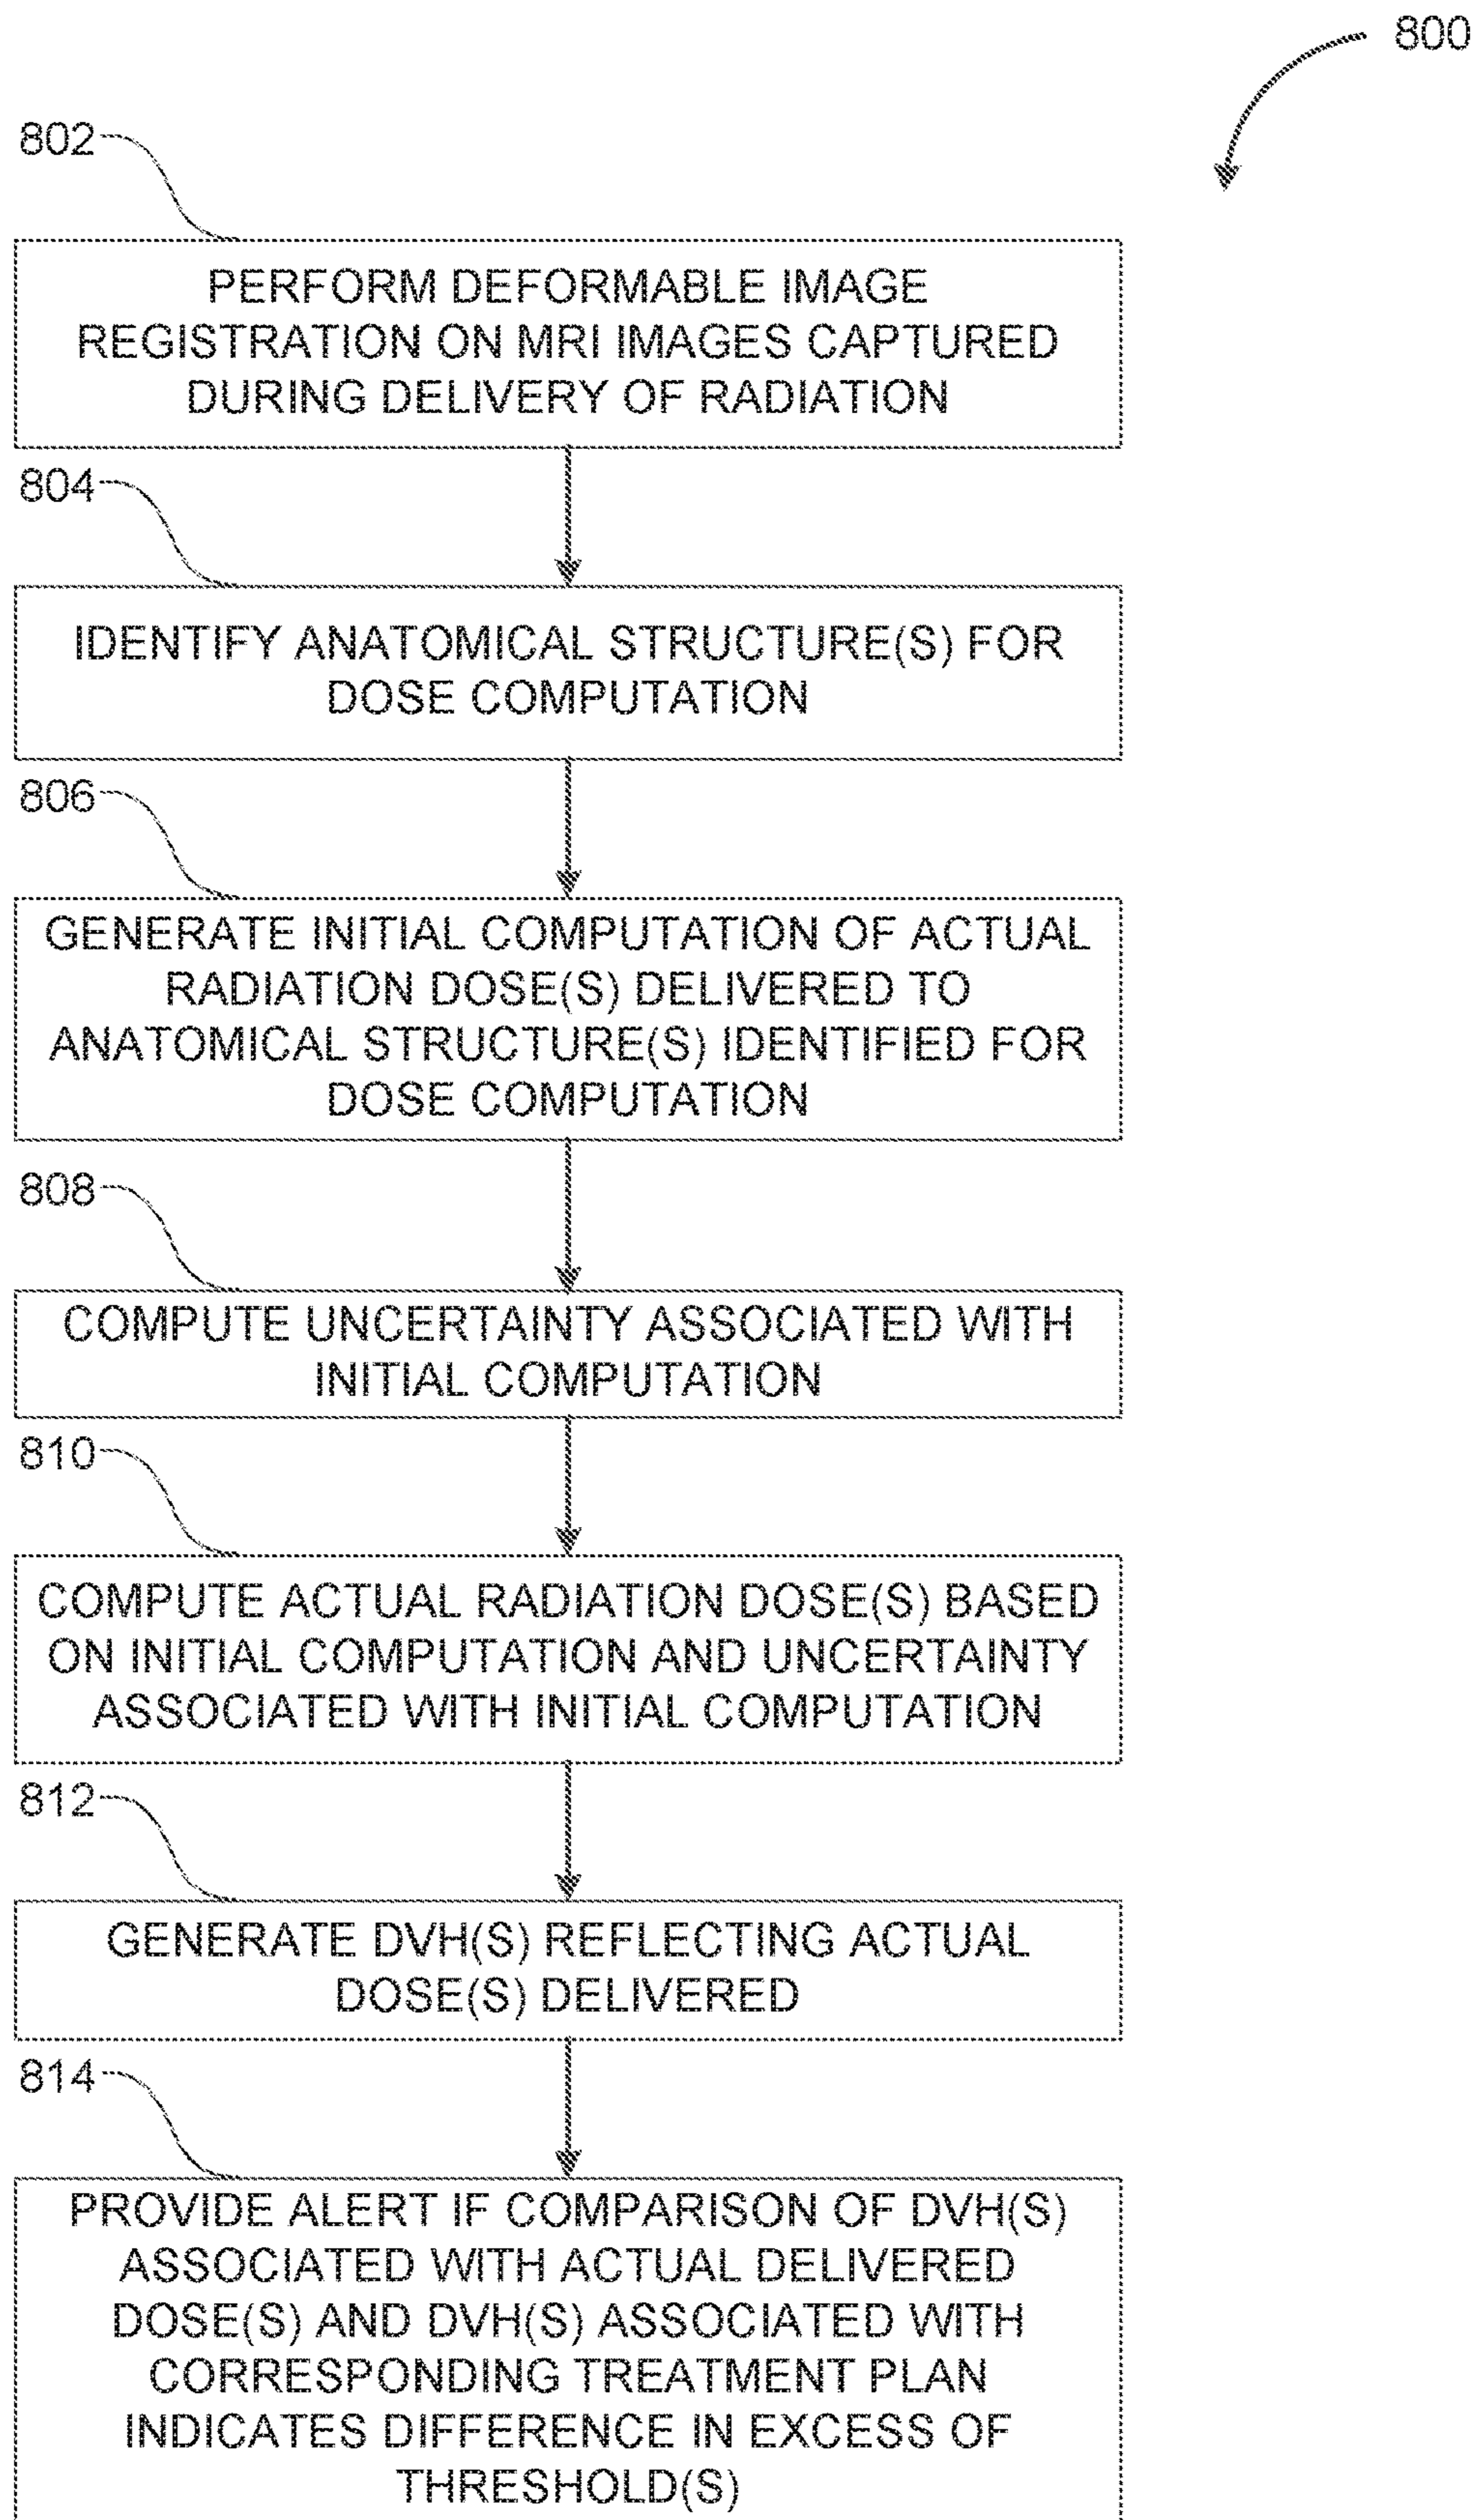 800
802
PERFORM DEFORMABLE IMAGE
REGISTRATION ON MRI IMAGES CAPTURED
DURING DELIVERY OF RADIATION
804
IDENTIFY ANATOMICAL STRUCTURE(S) FOR
DOSE COMPUTATION
806
GENERATE INITIAL COMPUTATION OF ACTUAL
RADIATION DOSE(S) DELIVERED TO
ANATOMICAL STRUCTURE(S) IDENTIFIED FOR
DOSE COMPUTATION
808
COMPUTE UNCERTAINTY ASSOCIATED WITH
INITIAL COMPUTATION
810
COMPUTE ACTUAL RADIATION DOSE(S) BASED
ON INITIAL COMPUTATION AND UNCERTAINTY
ASSOCIATED WITH INITIAL COMPUTATION
812
GENERATE DVH(S) REFLECTING ACTUAL
DOSE(S) DELIVERED
814
PROVIDE ALERT IF COMPARISON OF DVH(S)
ASSOCIATED WITH ACTUAL DELIVERED
DOSE(S) AND DVH(S) ASSOCIATED WITH
CORRESPONDING TREATMENT PLAN
INDICATES DIFFERENCE IN EXCESS OF
THRESHOLD(S)